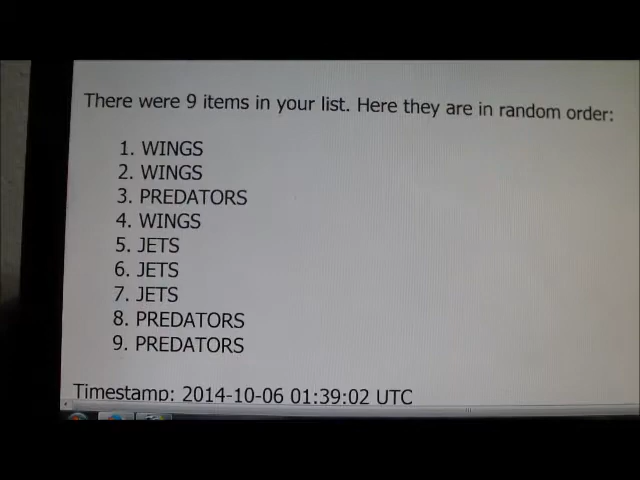 There were 9 items in your list. Here they are in random order:
1. WINGS
2. WINGS
3. PREDATORS
4. WINGS
5. JETS
6. JETS
7. JETS
8. PREDATORS
9. PREDATORS
Timestamp: 2014-10-06 01:39:02 UTC